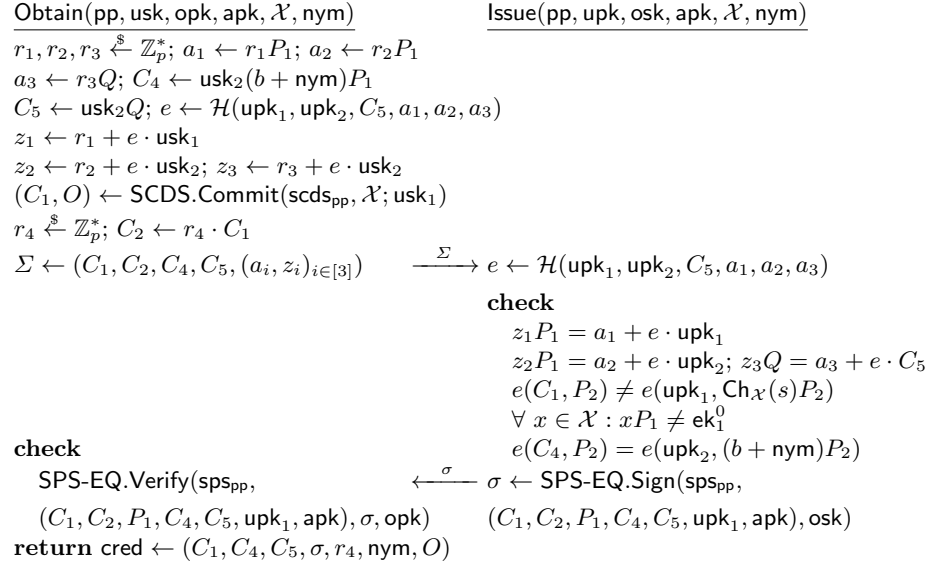 Obtain(pp, usk, opk, apk, 𝒳, nym)    Issue(pp, upk, osk, apk, 𝒳, nym)
r₁, r₂, r₃ ←$ ℤₚ*; a₁ ← r₁P₁; a₂ ← r₂P₁
a₃ ← r₃Q; C₄ ← usk₂(b + nym)P₁
C₅ ← usk₂Q; e ← ℋ(upk₁, upk₂, C₅, a₁, a₂, a₃)
z₁ ← r₁ + e · usk₁
z₂ ← r₂ + e · usk₂; z₃ ← r₃ + e · usk₂
(C₁, O) ← SCDS.Commit(scds_pp, 𝒳; usk₁)
r₄ ←$ ℤₚ*; C₂ ← r₄ · C₁
Σ ← (C₁, C₂, C₄, C₅, (aᵢ, zᵢ)ᵢ∈[3])    —Σ→ e ← ℋ(upk₁, upk₂, C₅, a₁, a₂, a₃)
check
z₁P₁ = a₁ + e · upk₁
z₂P₁ = a₂ + e · upk₂; z₃Q = a₃ + e · C₅
e(C₁, P₂) ≠ e(upk₁, Ch_𝒳(s)P₂)
∀ x ∈ 𝒳 : xP₁ ≠ ek₁⁰
check    e(C₄, P₂) = e(upk₂, (b + nym)P₂)
SPS-EQ.Verify(sps_pp,    ←σ— σ ← SPS-EQ.Sign(sps_pp,
(C₁, C₂, P₁, C₄, C₅, upk₁, apk), σ, opk)    (C₁, C₂, P₁, C₄, C₅, upk₁, apk), osk)
return cred ← (C₁, C₄, C₅, σ, r₄, nym, O)